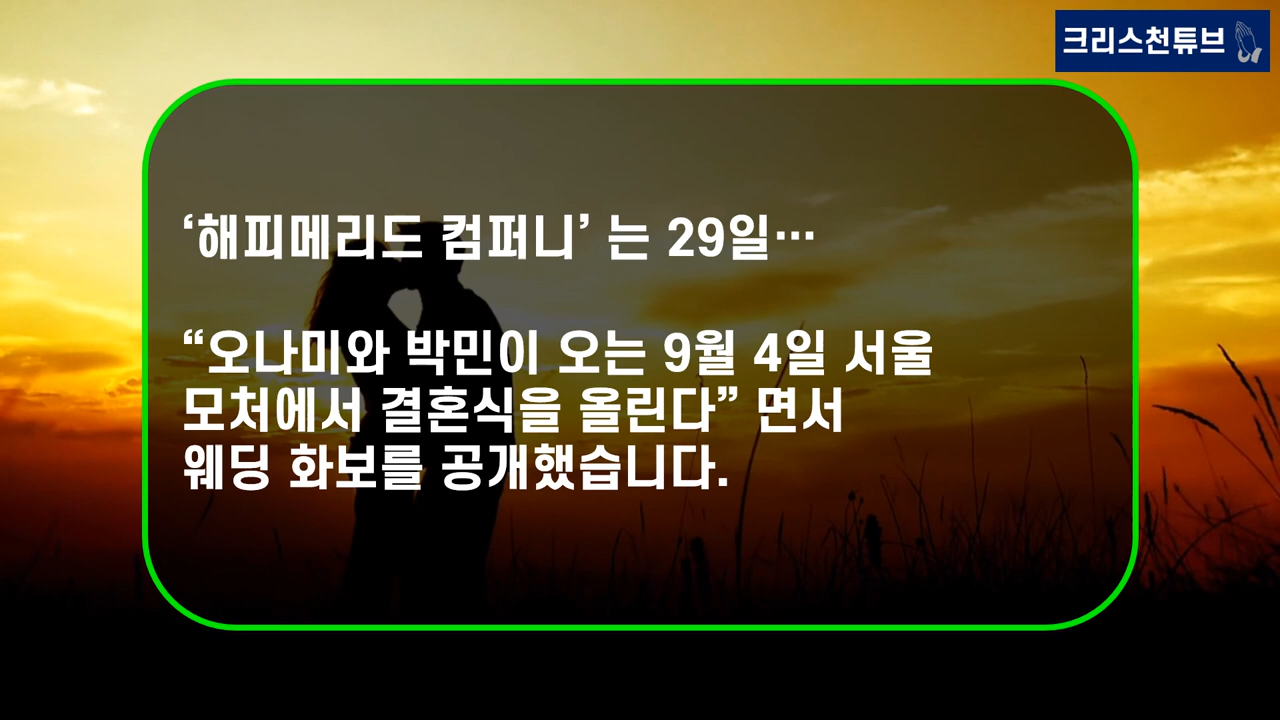 크리스천튜브
‘해피메리드 컴퍼니’ 는 29일…
“오나미와 박민이 오는 9월 4일 서울
모처에서 결혼식을 올린다” 면서
웨딩 화보를 공개했습니다.